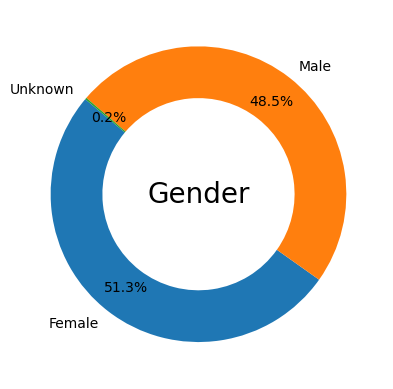 Male
Unknown
48.5%
0.2%
Gender
51.3%
Female